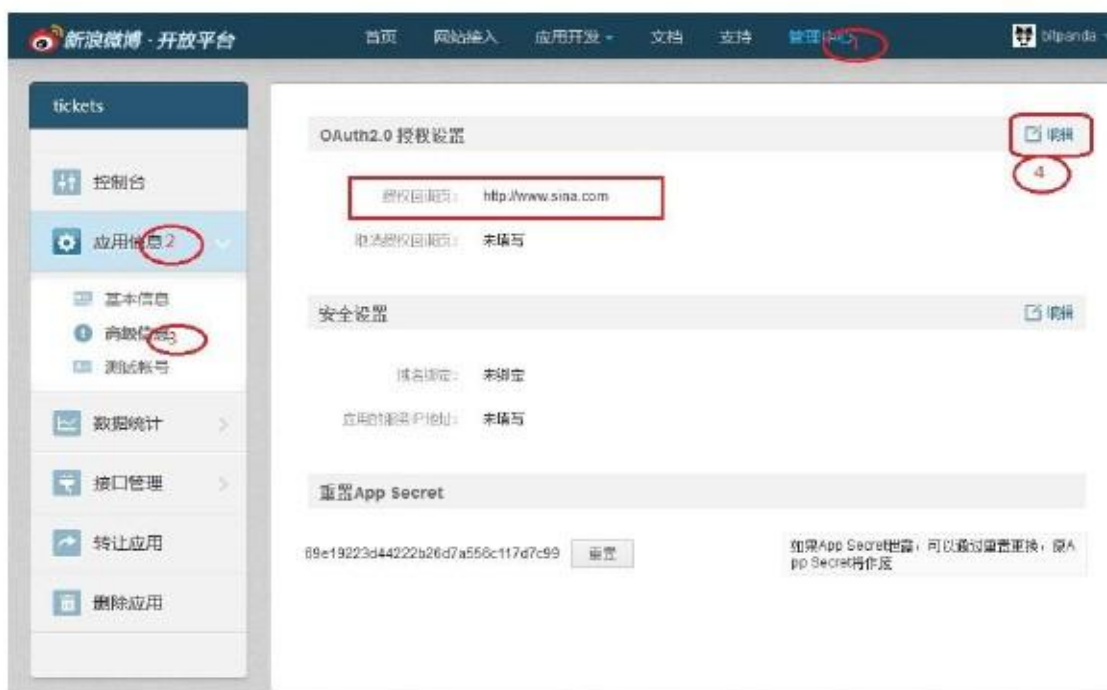 新浪微博 · 开放平台 首页 网站接入 应用开发 文档 支持 管理中心 1 bitpanda
tickets
OAuth2.0 授权设置 编辑
4
控制台
授权回调页: http://www.sina.com
应用信息 2
取消授权回调页: 未填写
基本信息
安全设置 编辑
高级信息 3
测试帐号
域名绑定: 未绑定
数据统计
应用的服务IP地址: 未填写
接口管理
重置App Secret
转让应用
如果App Secret泄露,可以通过重置更换,原A
69e19223d44222b26d7a556c117d7c99 重置
pp Secret将作废
删除应用